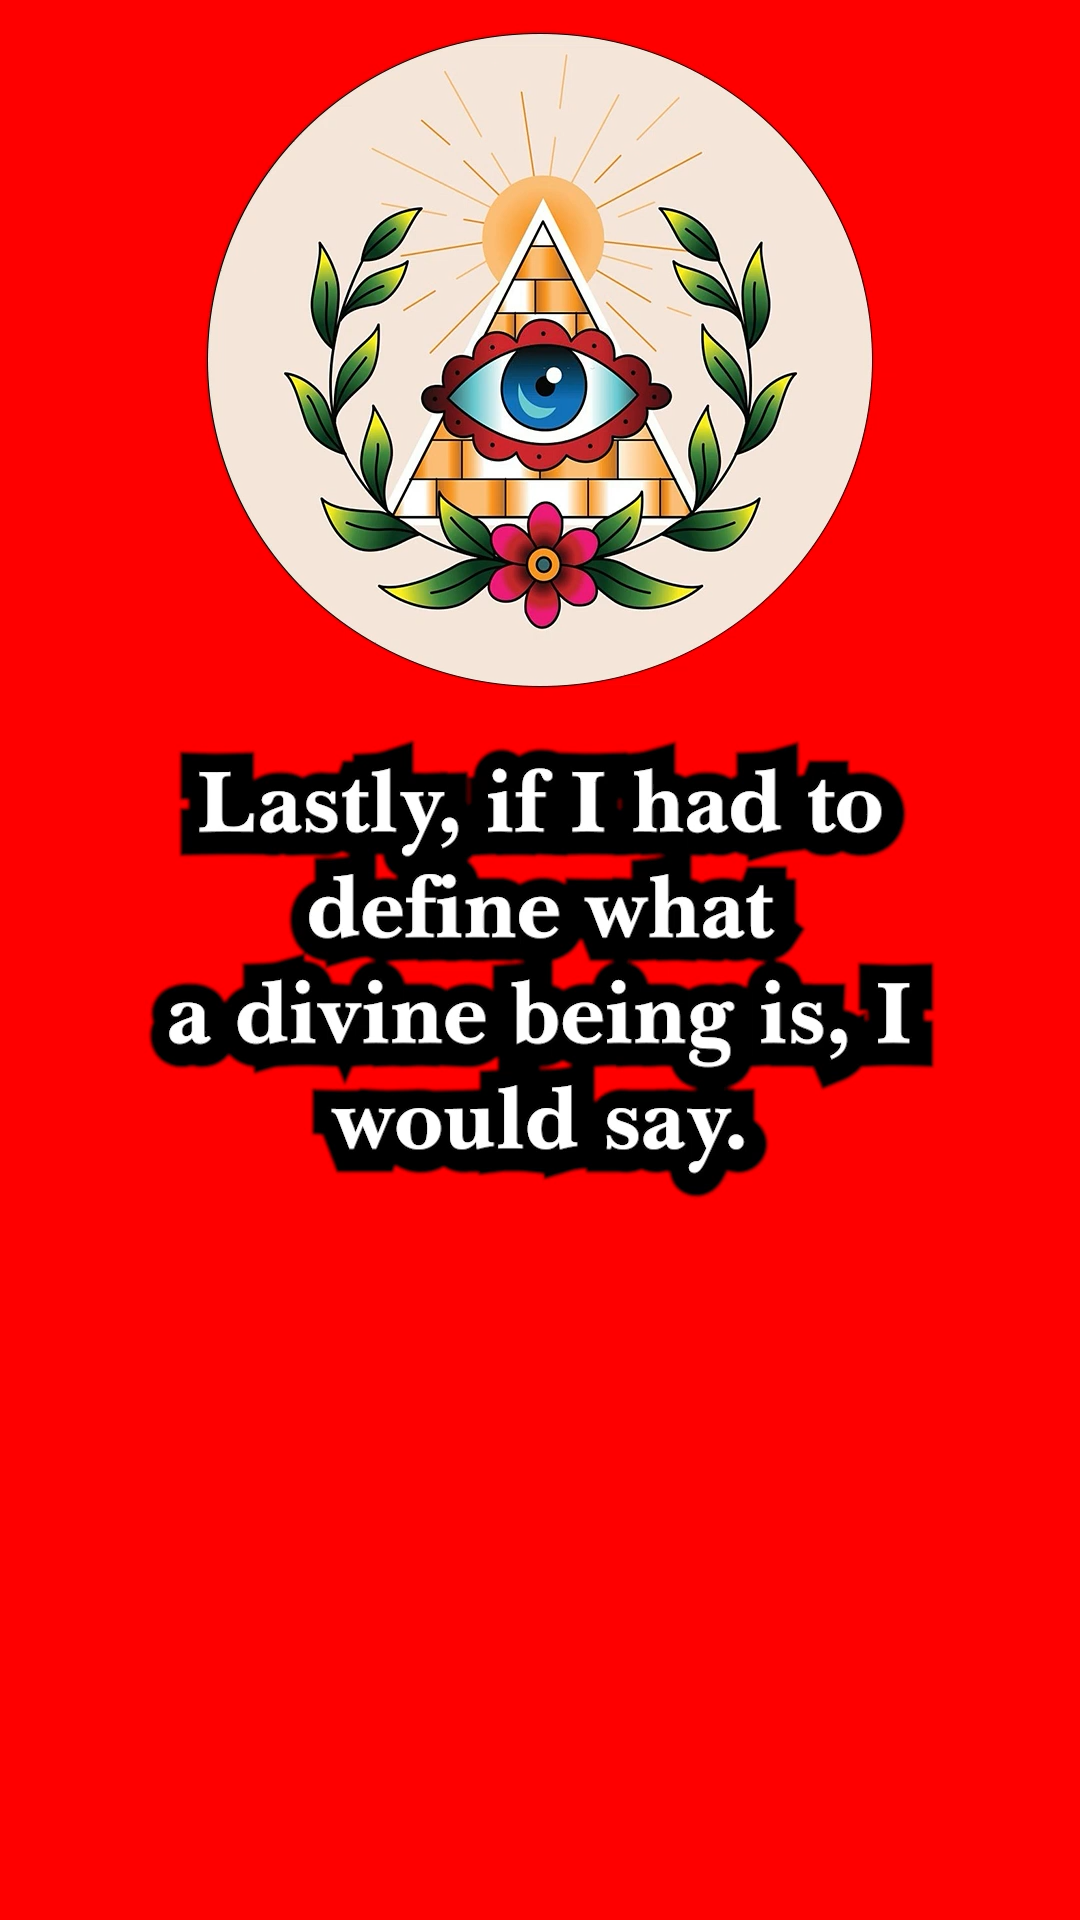 Lastly, if I had to
define what
a divine being is, I
would say.